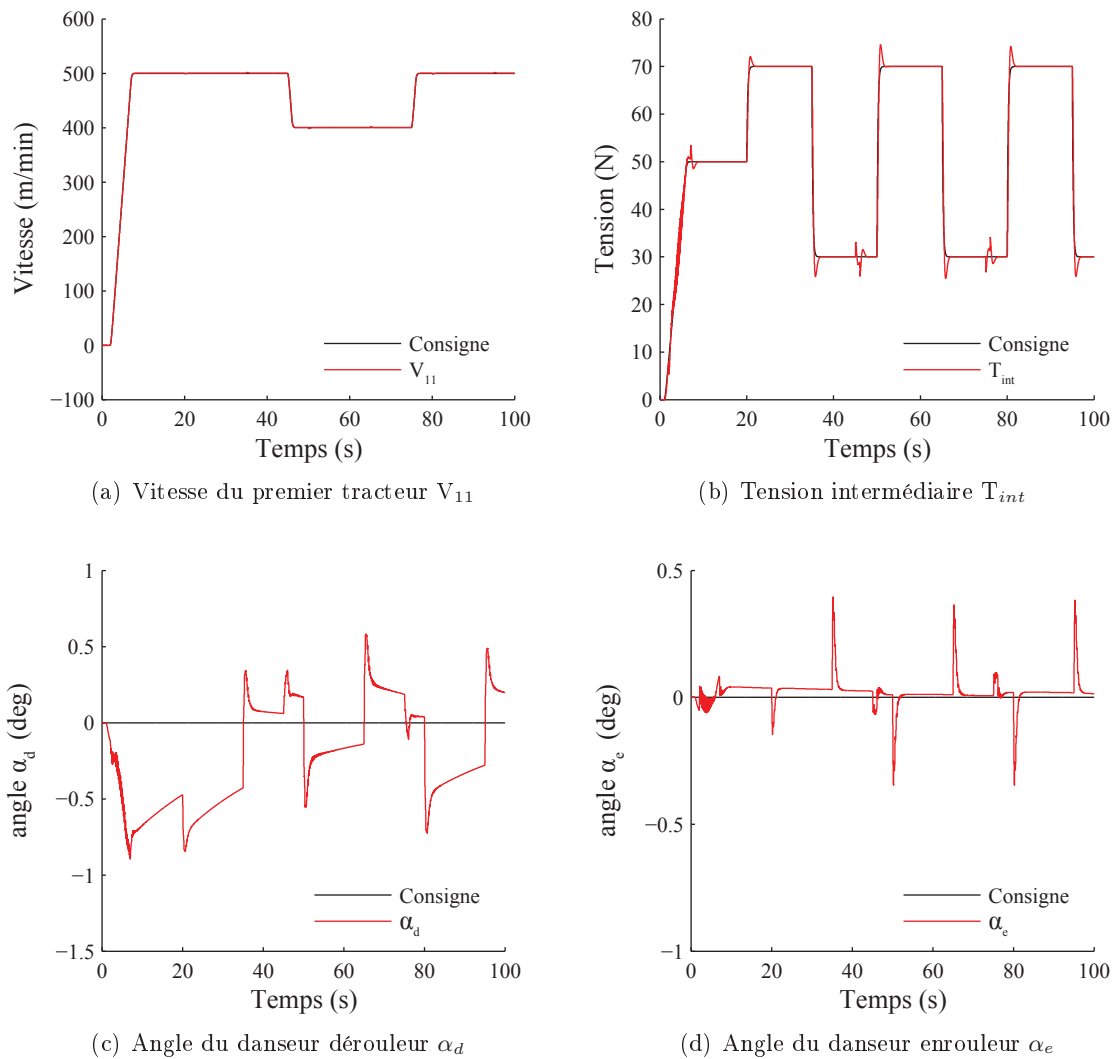 600
500
400
300
200
100
0
−100
Vitesse (m/min)
0 20 40 60 80 100
Temps (s)
Consigne
V11
(a) Vitesse du premier tracteur V11
80
70
60
50
40
30
20
10
0
Tension (N)
0 20 40 60 80 100
Temps (s)
Consigne
Tint
(b) Tension intermédiaire Tint
1
0.5
0
−0.5
−1
−1.5
angle αd (deg)
0 20 40 60 80 100
Temps (s)
Consigne
αd
(c) Angle du danseur dérouleur αd
0.5
0
−0.5
−1
angle αe (deg)
0 20 40 60 80 100
Temps (s)
Consigne
αe
(d) Angle du danseur enrouleur αe